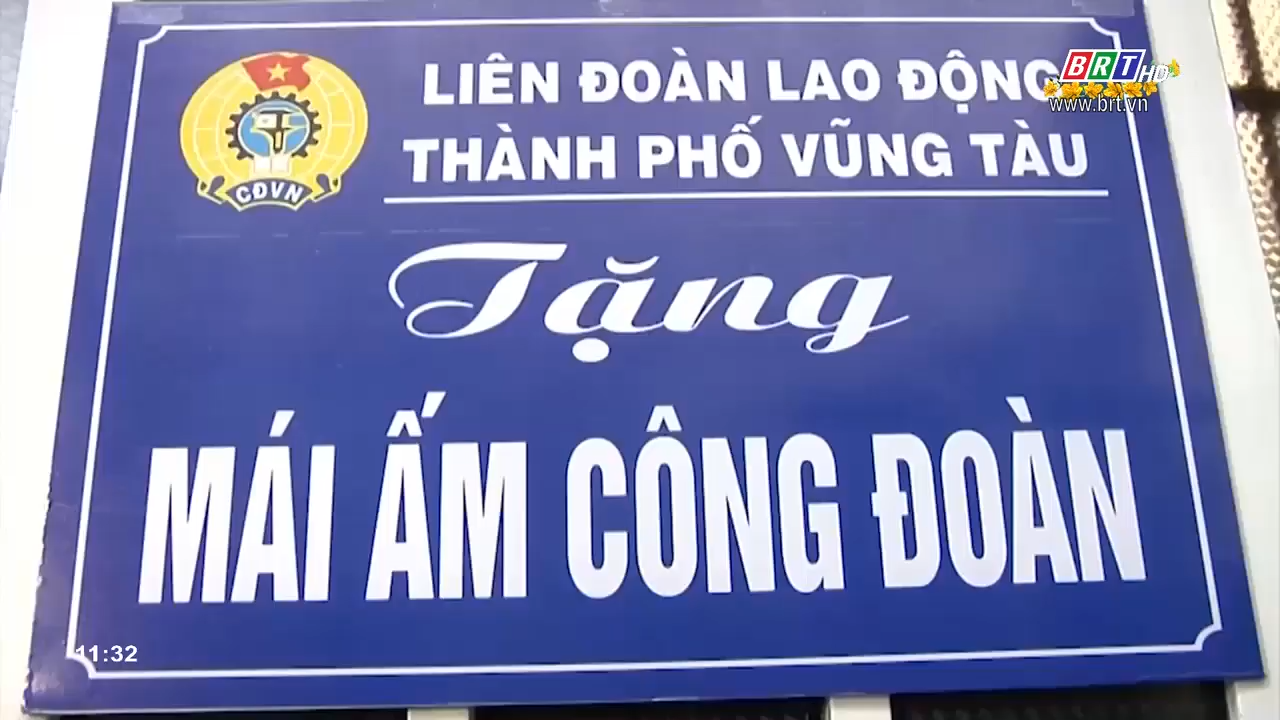 LIÊN ĐOÀN LAO ĐỘNG
THÀNH PHỐ VŨNG TÀU
CĐVN
Tặng
MÁI ẤM CÔNG ĐOÀN
BRT HD
www.brt.vn
11:32